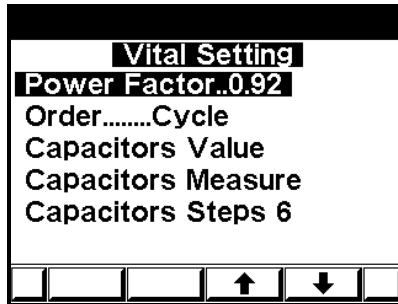 Vital Setting
Power Factor..0.92
Order........Cycle
Capacitors Value
Capacitors Measure
Capacitors Steps 6